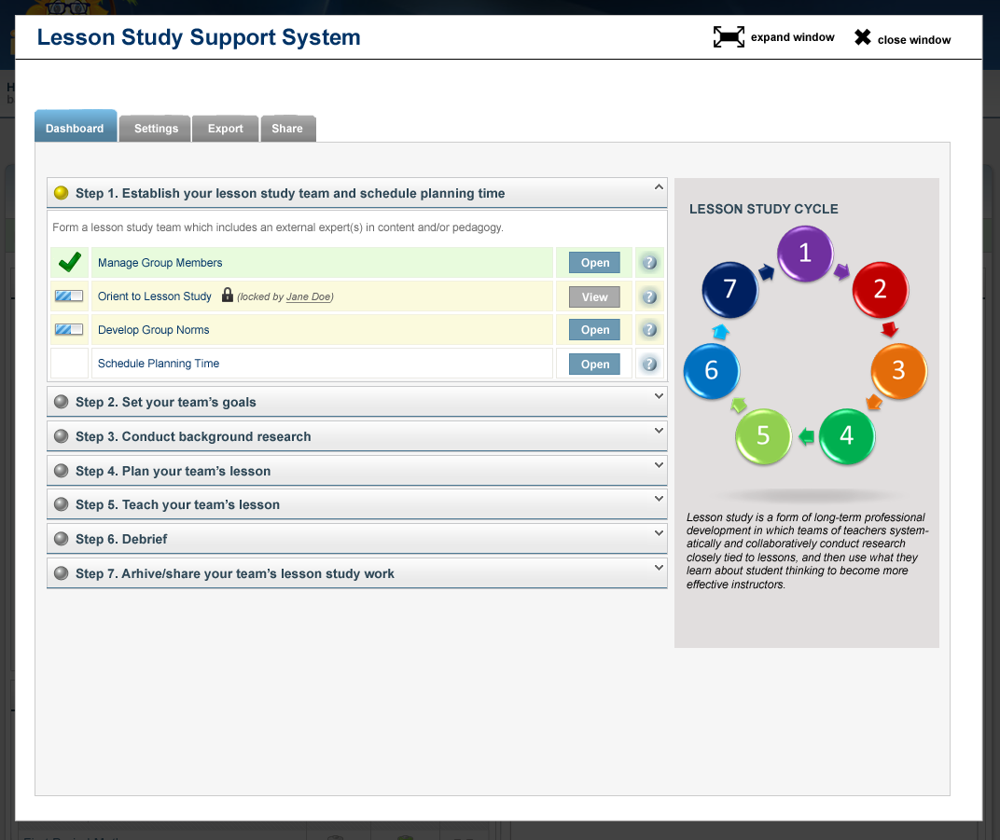 Lesson Study Support System
expand window
close window
Dashboard
Settings
Export
Share
Step 1. Establish your lesson study team and schedule planning time
Form a lesson study team which includes an external expert(s) in content and/or pedagogy.
Manage Group Members
Open
?
Orient to Lesson Study (locked by Jane Doe)
View
?
Develop Group Norms
Open
?
Schedule Planning Time
Open
?
Step 2. Set your team’s goals
Step 3. Conduct background research
Step 4. Plan your team’s lesson
Step 5. Teach your team’s lesson
Step 6. Debrief
Step 7. Arhive/share your team’s lesson study work
LESSON STUDY CYCLE
1
2
3
4
5
6
7
Lesson study is a form of long-term professional
development in which teams of teachers system-
atically and collaboratively conduct research
closely tied to lessons, and then use what they
learn about student thinking to become more
effective instructors.